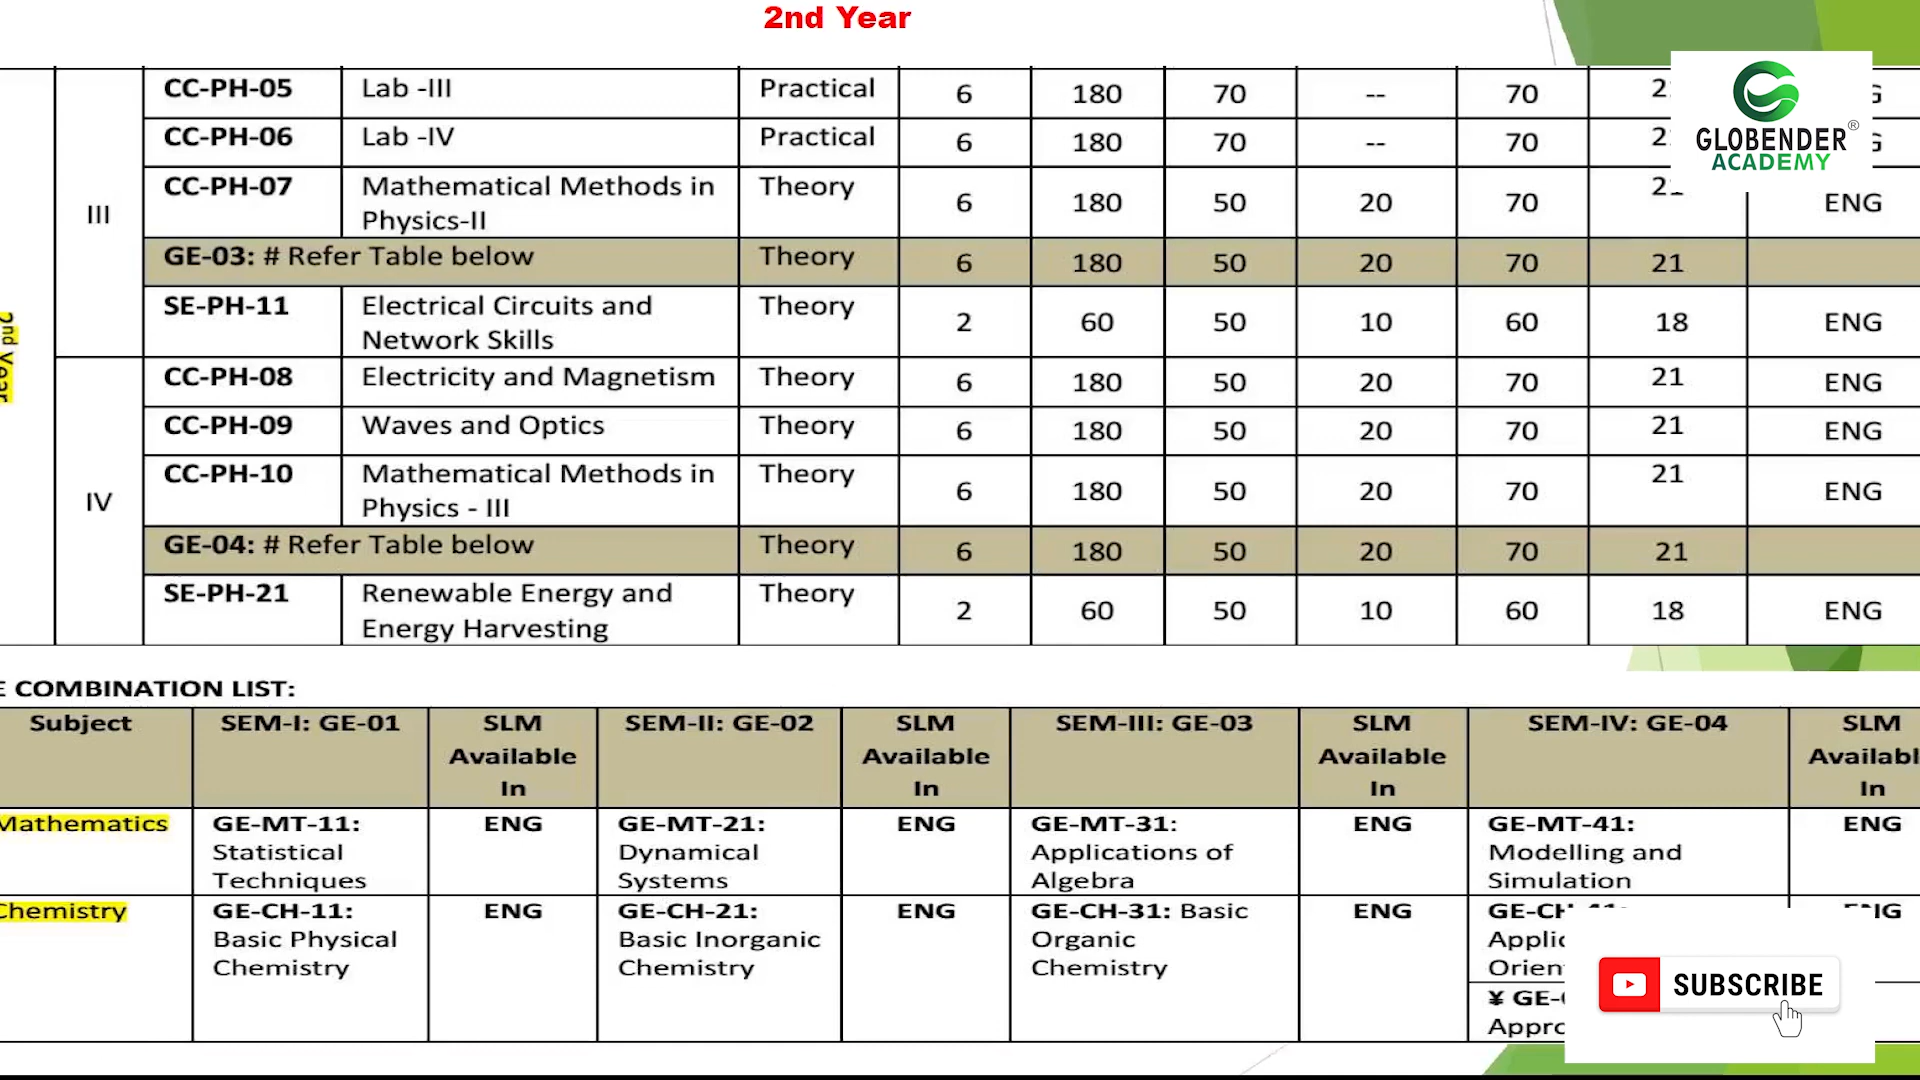 2nd Year
CC-PH-05 Lab -III Practical 6 180 70 -- 70
CC-PH-06 Lab -IV Practical 6 180 70 -- 70
CC-PH-07 Mathematical Methods in Theory 6 180 50 20 70 21 ENG
Physics-II
III
GE-03: # Refer Table below Theory 6 180 50 20 70 21
SE-PH-11 Electrical Circuits and Theory 2 60 50 10 60 18 ENG
Network Skills
2nd Year
CC-PH-08 Electricity and Magnetism Theory 6 180 50 20 70 21 ENG
CC-PH-09 Waves and Optics Theory 6 180 50 20 70 21 ENG
CC-PH-10 Mathematical Methods in Theory 6 180 50 20 70 21 ENG
Physics - III
IV
GE-04: # Refer Table below Theory 6 180 50 20 70 21
SE-PH-21 Renewable Energy and Theory 2 60 50 10 60 18 ENG
Energy Harvesting
GLOBENDER ®
ACADEMY
E COMBINATION LIST:
Subject SEM-I: GE-01 SLM SEM-II: GE-02 SLM SEM-III: GE-03 SLM SEM-IV: GE-04 SLM
Available Available Available Availabl
In In In In
Mathematics GE-MT-11: ENG GE-MT-21: ENG GE-MT-31: ENG GE-MT-41: ENG
Statistical Dynamical Applications of Modelling and
Techniques Systems Algebra Simulation
Chemistry GE-CH-11: ENG GE-CH-21: ENG GE-CH-31: Basic ENG
Basic Physical Basic Inorganic Organic Applic
Chemistry Chemistry Chemistry Orien
¥ GE-
Appro
SUBSCRIBE